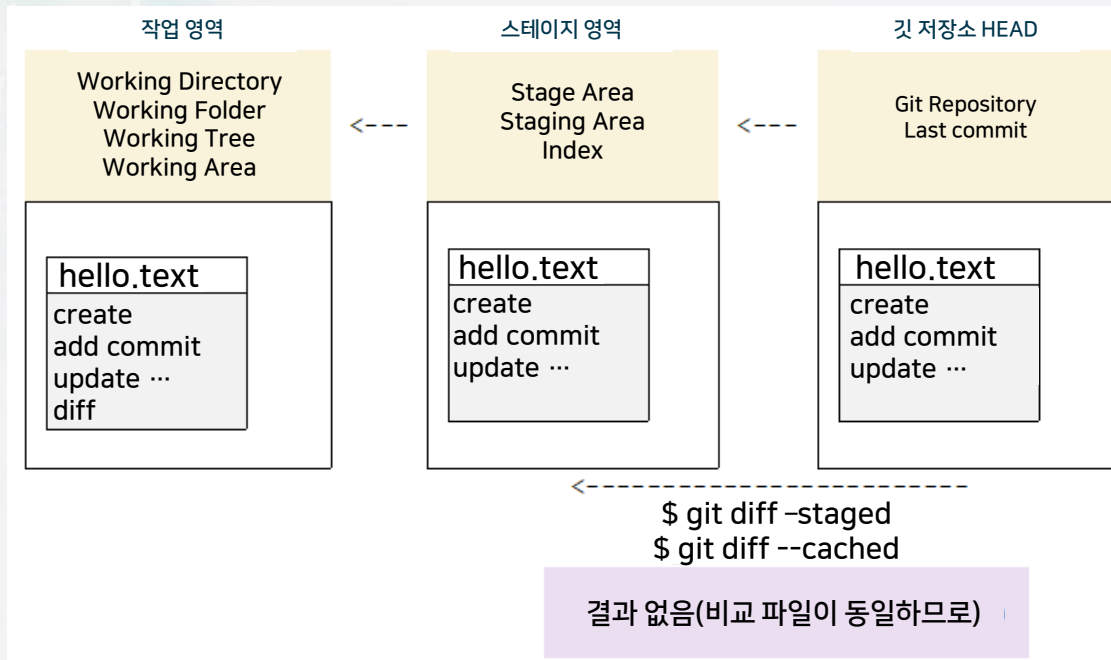 작업 영역
스테이지 영역
깃 저장소 HEAD
Working Directory
Working Folder
Working Tree
Working Area
<---
Stage Area
Staging Area
Index
<---
Git Repository
Last commit
hello.text
create
add commit
update ···
diff
hello.text
create
add commit
update ···
hello.text
create
add commit
update ···
<--------------------------
$ git diff –staged
$ git diff --cached
결과 없음(비교 파일이 동일하므로)